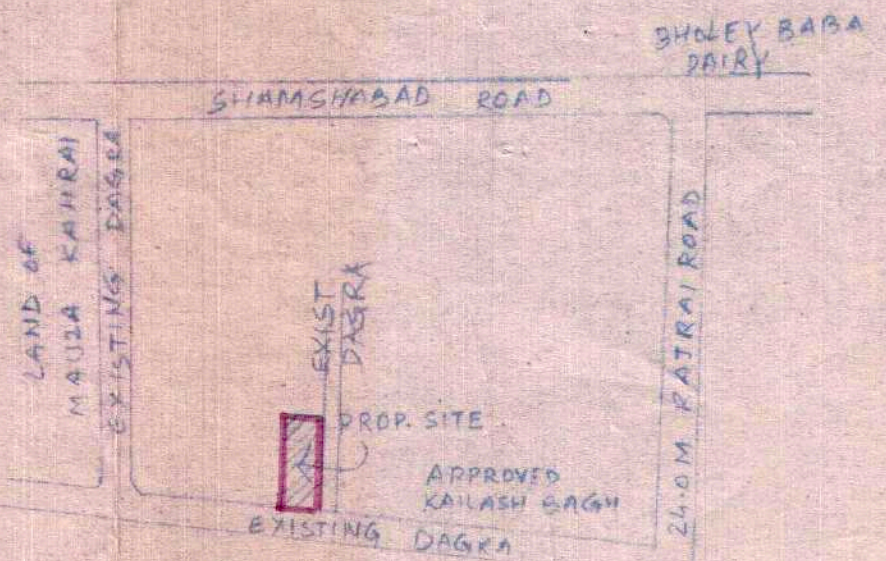 BHOLEY BABA
DAIRY
SHAMSHABAD ROAD
LAND OF
MAUZA KAHRAI
EXISTING DAGRA
EXIST
DAGRA
24.0M RAJRAI ROAD
PROP. SITE
APPROVED
KAILASH BAGH
EXISTING DAGRA